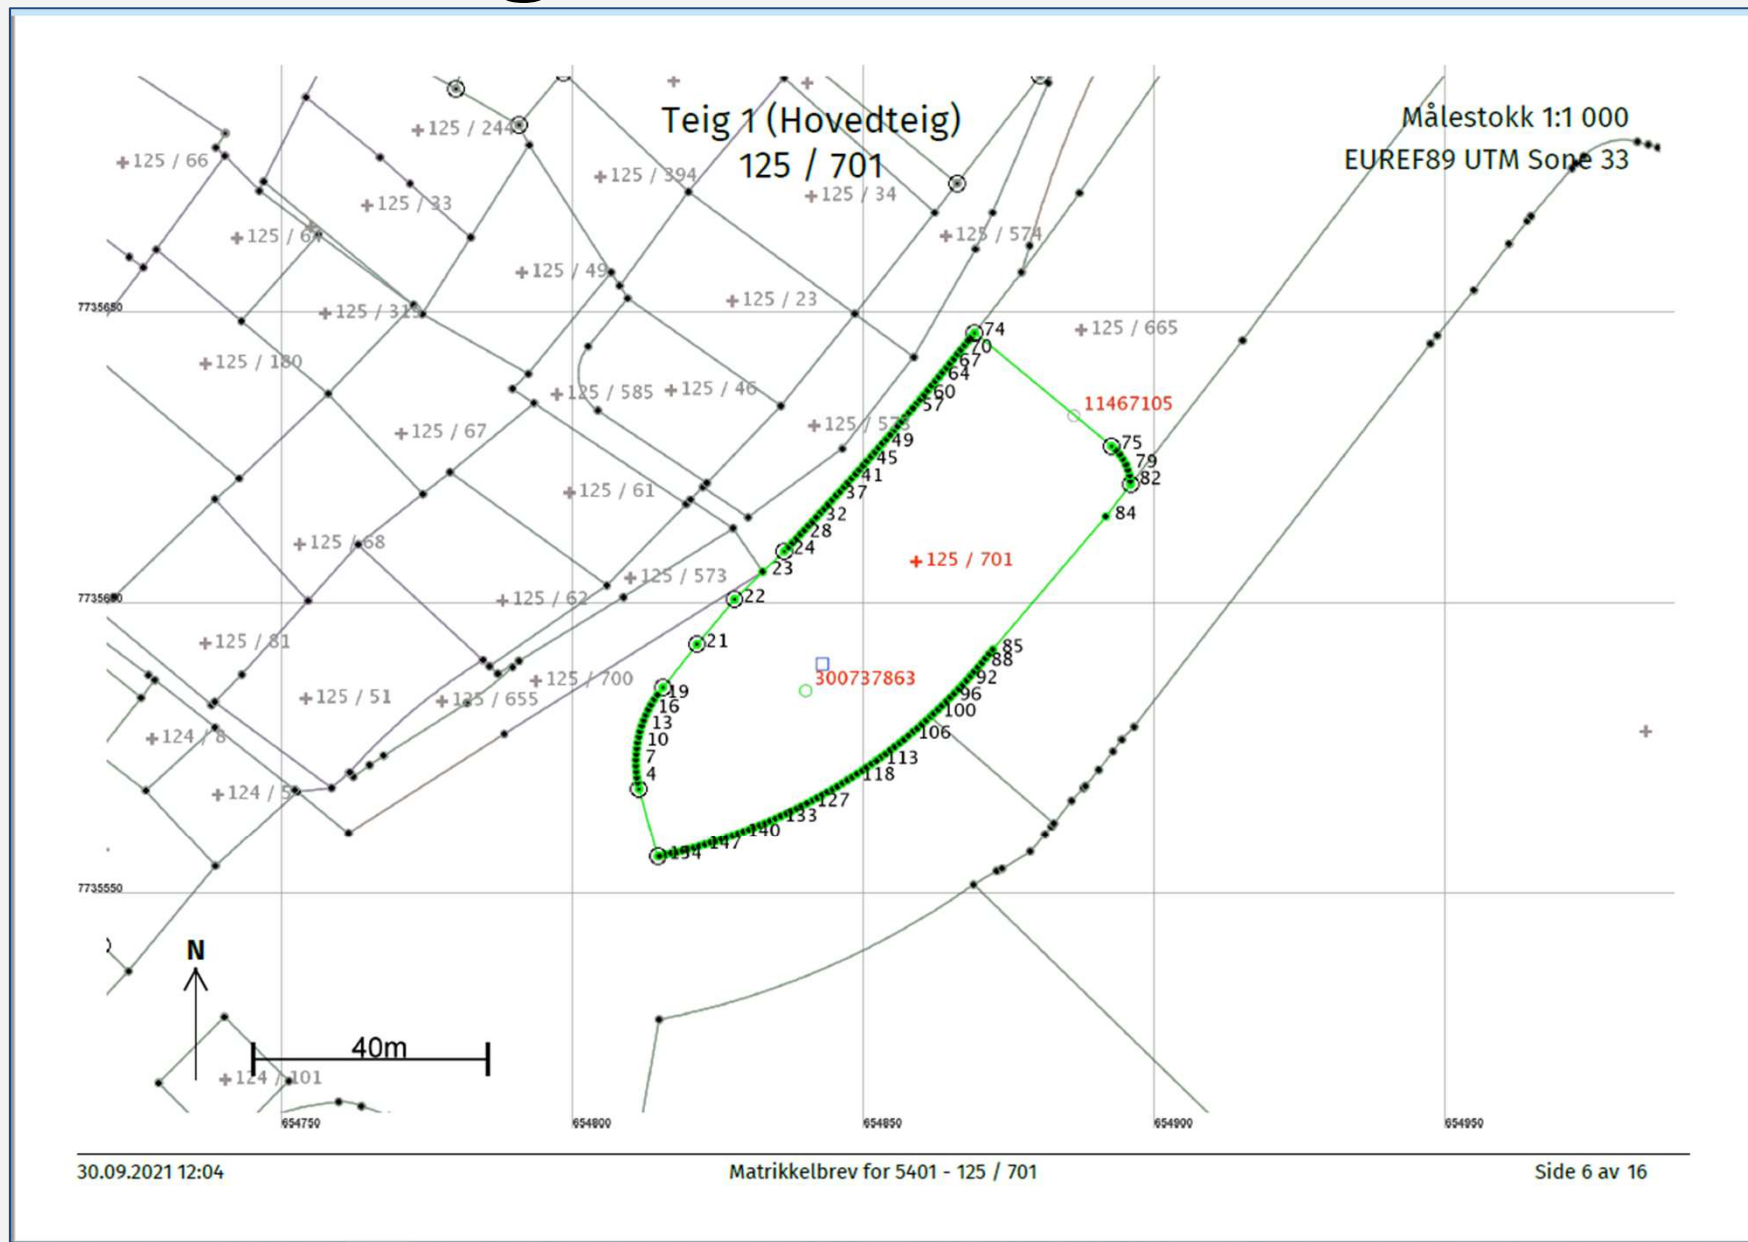 Teig 1 (Hovedteig)
125 / 701
Målestokk 1:1 000
EUREF89 UTM Sone 33
125 / 244
125 / 66
125 / 394
125 / 34
125 / 33
125 / 574
125 / 49
125 / 23
125 / 665
74
70
67
64
60
57
125 / 180
125 / 585
125 / 46
11467105
125 / 67
49
45
41
37
32
28
24
23
22
21
75
79
82
84
125 / 61
125 / 68
125 / 701
125 / 573
125 / 62
125 / 81
125 / 700
125 / 51
125 / 655
300737863
19
16
13
10
7
4
85
88
92
96
100
106
113
118
127
133
140
147
154
124 / 8
7735550
N
40m
124 / 101
654750
654800
654850
654900
654950
30.09.2021 12:04
Matrikkelbrev for 5401 - 125 / 701
Side 6 av 16